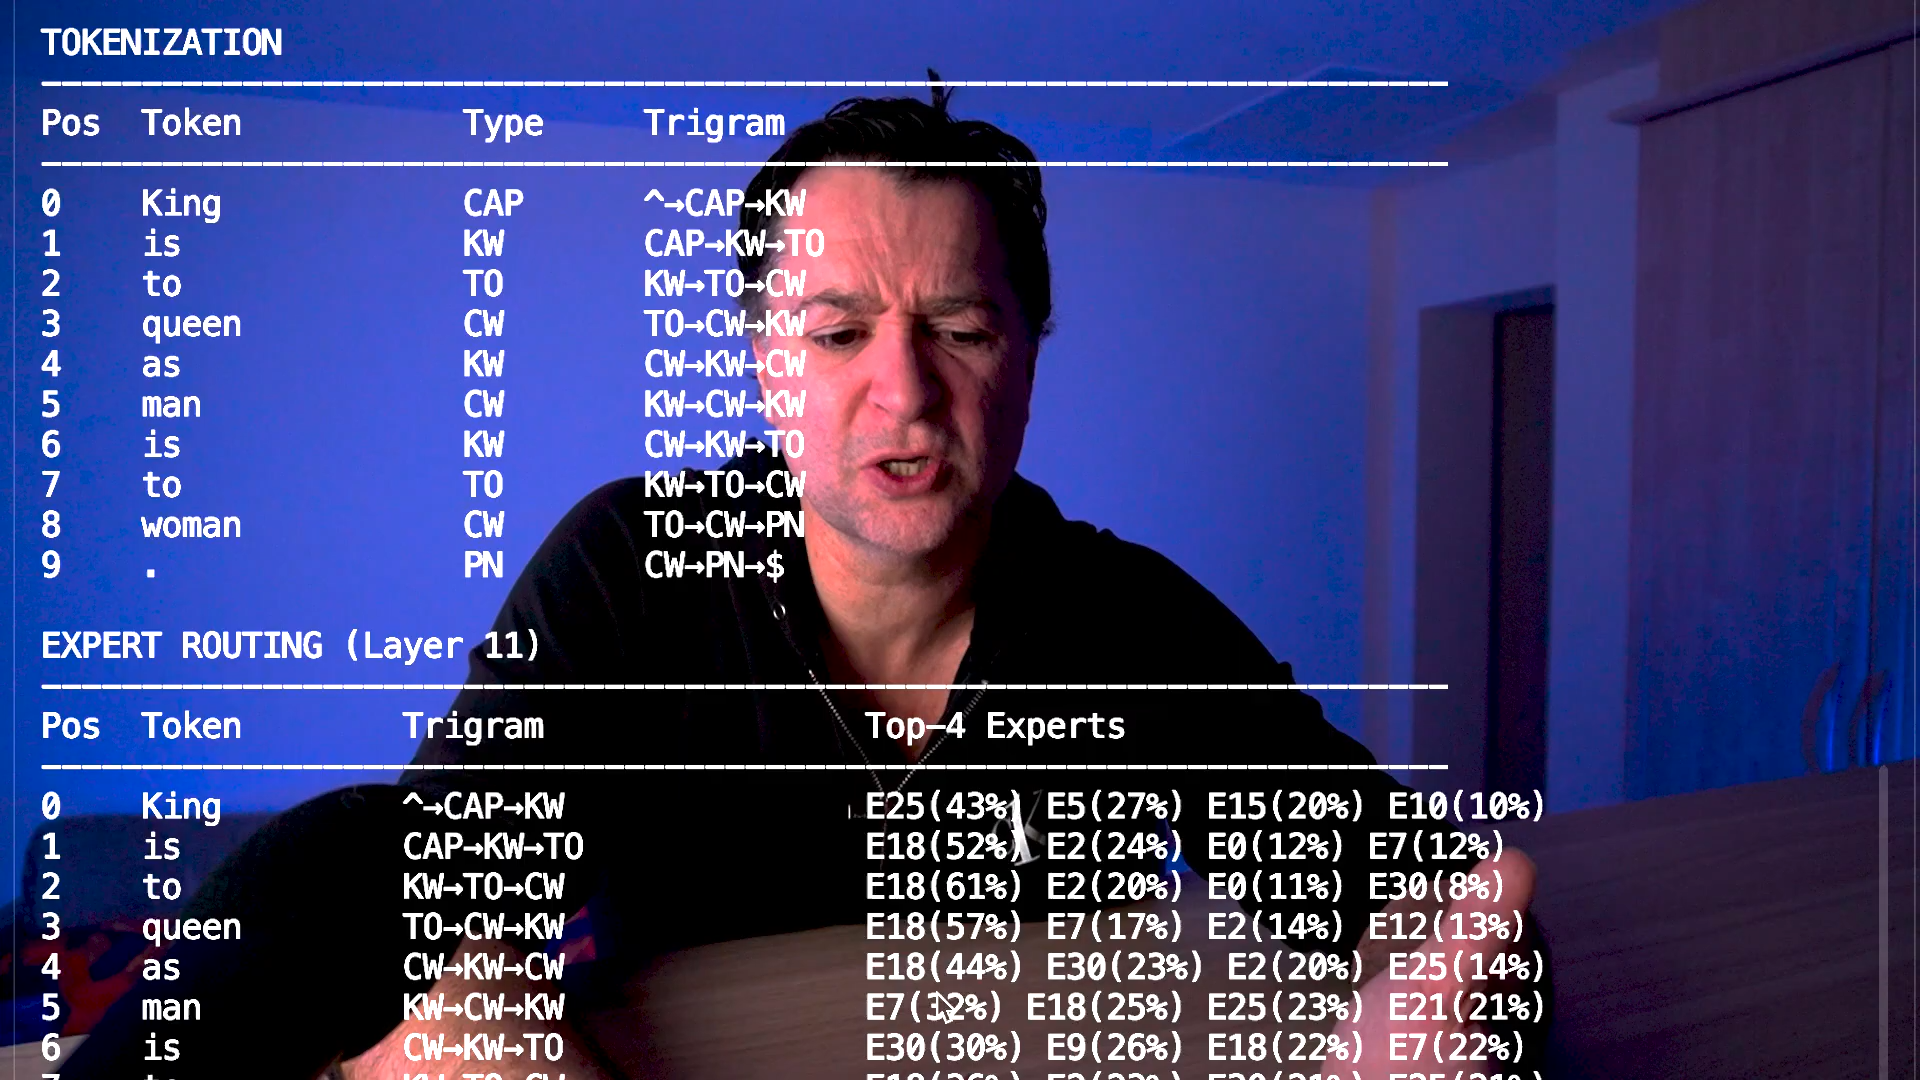 TOKENIZATION
Pos Token Type Trigram
0 King CAP ^→CAP→KW
1 is KW CAP→KW→TO
2 to TO KW→TO→CW
3 queen CW TO→CW→KW
4 as KW CW→KW→CW
5 man CW KW→CW→KW
6 is KW CW→KW→TO
7 to TO KW→TO→CW
8 woman CW TO→CW→PN
9 . PN CW→PN→$
EXPERT ROUTING (Layer 11)
Pos Token Trigram Top-4 Experts
0 King ^→CAP→KW E25(43%) E5(27%) E15(20%) E10(10%)
1 is CAP→KW→TO E18(52%) E2(24%) E0(12%) E7(12%)
2 to KW→TO→CW E18(61%) E2(20%) E0(11%) E30(8%)
3 queen TO→CW→KW E18(57%) E7(17%) E2(14%) E12(13%)
4 as CW→KW→CW E18(44%) E30(23%) E2(20%) E25(14%)
5 man KW→CW→KW E7(32%) E18(25%) E25(23%) E21(21%)
6 is CW→KW→TO E30(30%) E9(26%) E18(22%) E7(22%)